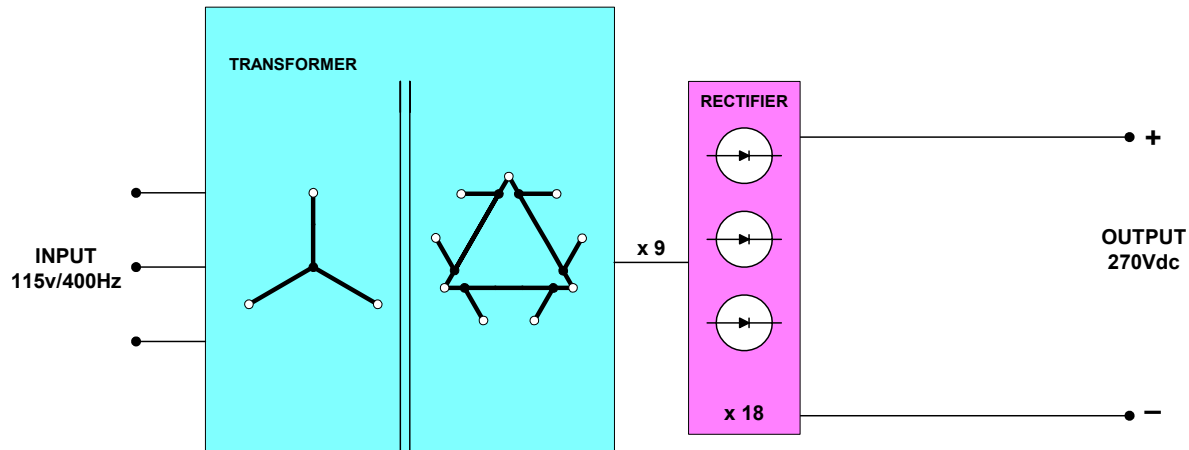 TRANSFORMER
RECTIFIER
+
INPUT
115v/400Hz
x 9
OUTPUT
270Vdc
x 18
–